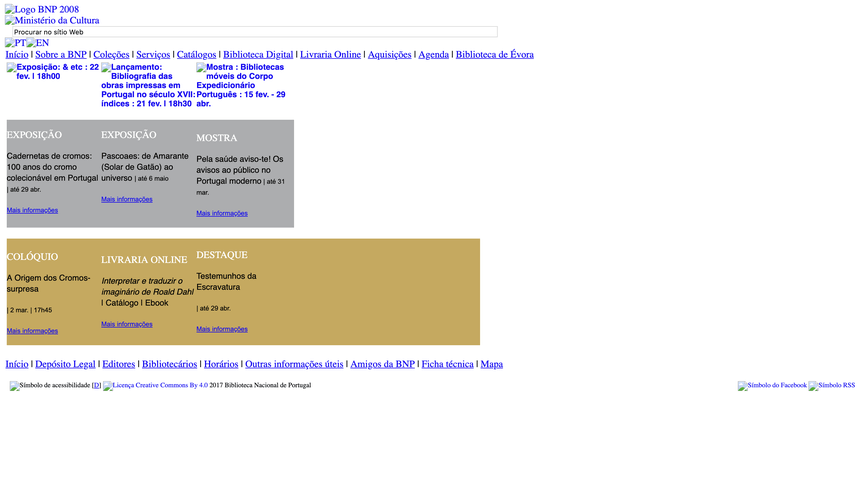 Logo BNP 2008
Ministério da Cultura
Procurar no sítio Web
PT EN
Início | Sobre a BNP | Coleções | Serviços | Catálogos | Biblioteca Digital | Livraria Online | Aquisições | Agenda | Biblioteca de Évora
Exposição: & etc : 22
fev. | 18h00
Lançamento:
Bibliografia das
obras impressas em
Portugal no século XVII:
índices : 21 fev. | 18h30
Mostra : Bibliotecas
móveis do Corpo
Expedicionário
Português : 15 fev. - 29
abr.
EXPOSIÇÃO
Cadernetas de cromos:
100 anos do cromo
colecionável em Portugal
| até 29 abr.
Mais informações
EXPOSIÇÃO
Pascoaes: de Amarante
(Solar de Gatão) ao
universo | até 6 maio
Mais informações
MOSTRA
Pela saúde aviso-te! Os
avisos ao público no
Portugal moderno | até 31
mar.
Mais informações
COLÓQUIO
A Origem dos Cromos-
surpresa
| 2 mar. | 17h45
Mais informações
LIVRARIA ONLINE
Interpretar e traduzir o
imaginário de Roald Dahl
| Catálogo | Ebook
Mais informações
DESTAQUE
Testemunhos da
Escravatura
| até 29 abr.
Mais informações
Início | Depósito Legal | Editores | Bibliotecários | Horários | Outras informações úteis | Amigos da BNP | Ficha técnica | Mapa
Símbolo de acessibilidade [D] Licença Creative Commons By 4.0 2017 Biblioteca Nacional de Portugal
Símbolo do Facebook Símbolo RSS